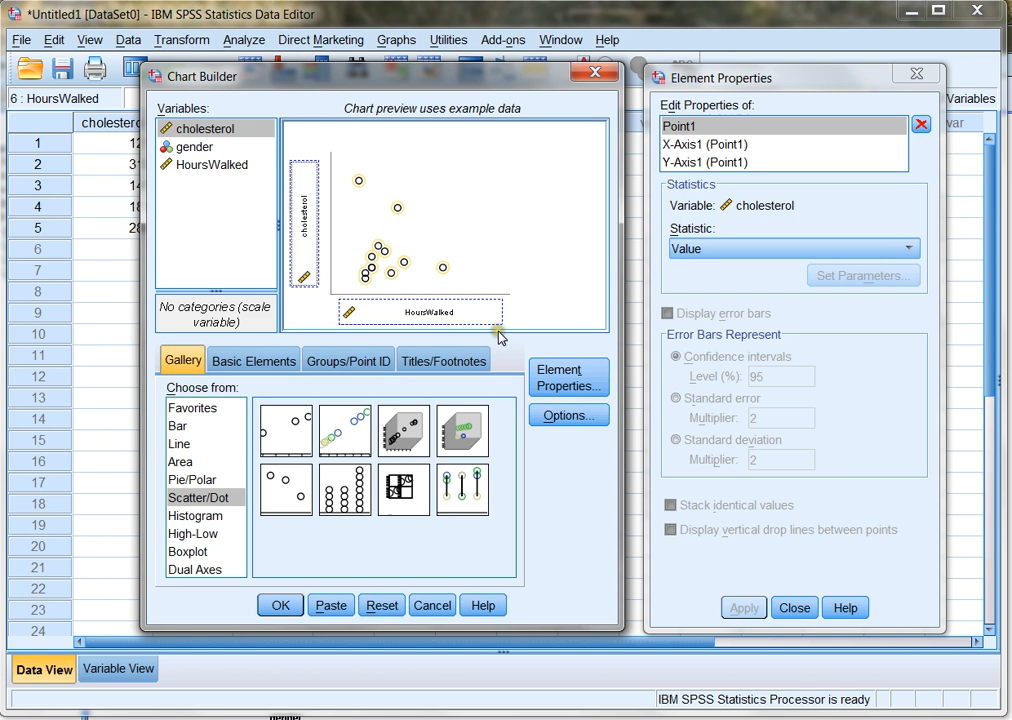 *Untitled1 [DataSet0] - IBM SPSS Statistics Data Editor
File Edit View Data Transform Analyze Direct Marketing Graphs Utilities Add-ons Window Help
6 : HoursWalked
Variables
var
1
2
3
4
5
6
7
8
9
10
11
12
13
14
15
16
17
18
19
20
21
22
23
24
Chart Builder
Variables:
cholesterol
gender
HoursWalked
No categories (scale
variable)
Chart preview uses example data
cholesterol
HoursWalked
Gallery Basic Elements Groups/Point ID Titles/Footnotes
Choose from:
Favorites
Bar
Line
Area
Pie/Polar
Scatter/Dot
Histogram
High-Low
Boxplot
Dual Axes
Element
Properties...
Options...
OK Paste Reset Cancel Help
Element Properties
Edit Properties of:
Point1
X-Axis1 (Point1)
Y-Axis1 (Point1)
Statistics
Variable: cholesterol
Statistic:
Value
Set Parameters...
Display error bars
Error Bars Represent
Confidence intervals
Level (%): 95
Standard error
Multiplier: 2
Standard deviation
Multiplier: 2
Stack identical values
Display vertical drop lines between points
Apply Close Help
Data View Variable View
IBM SPSS Statistics Processor is ready